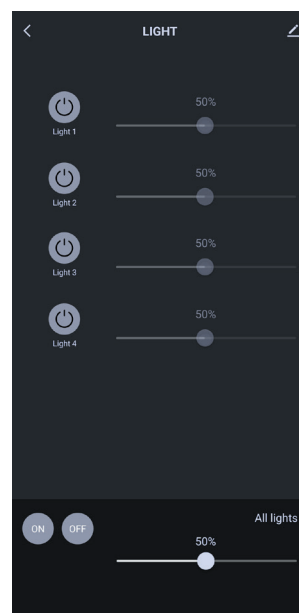 LIGHT
50%
Light 1
50%
Light 2
50%
Light 3
50%
Light 4
All lights
ON OFF
50%